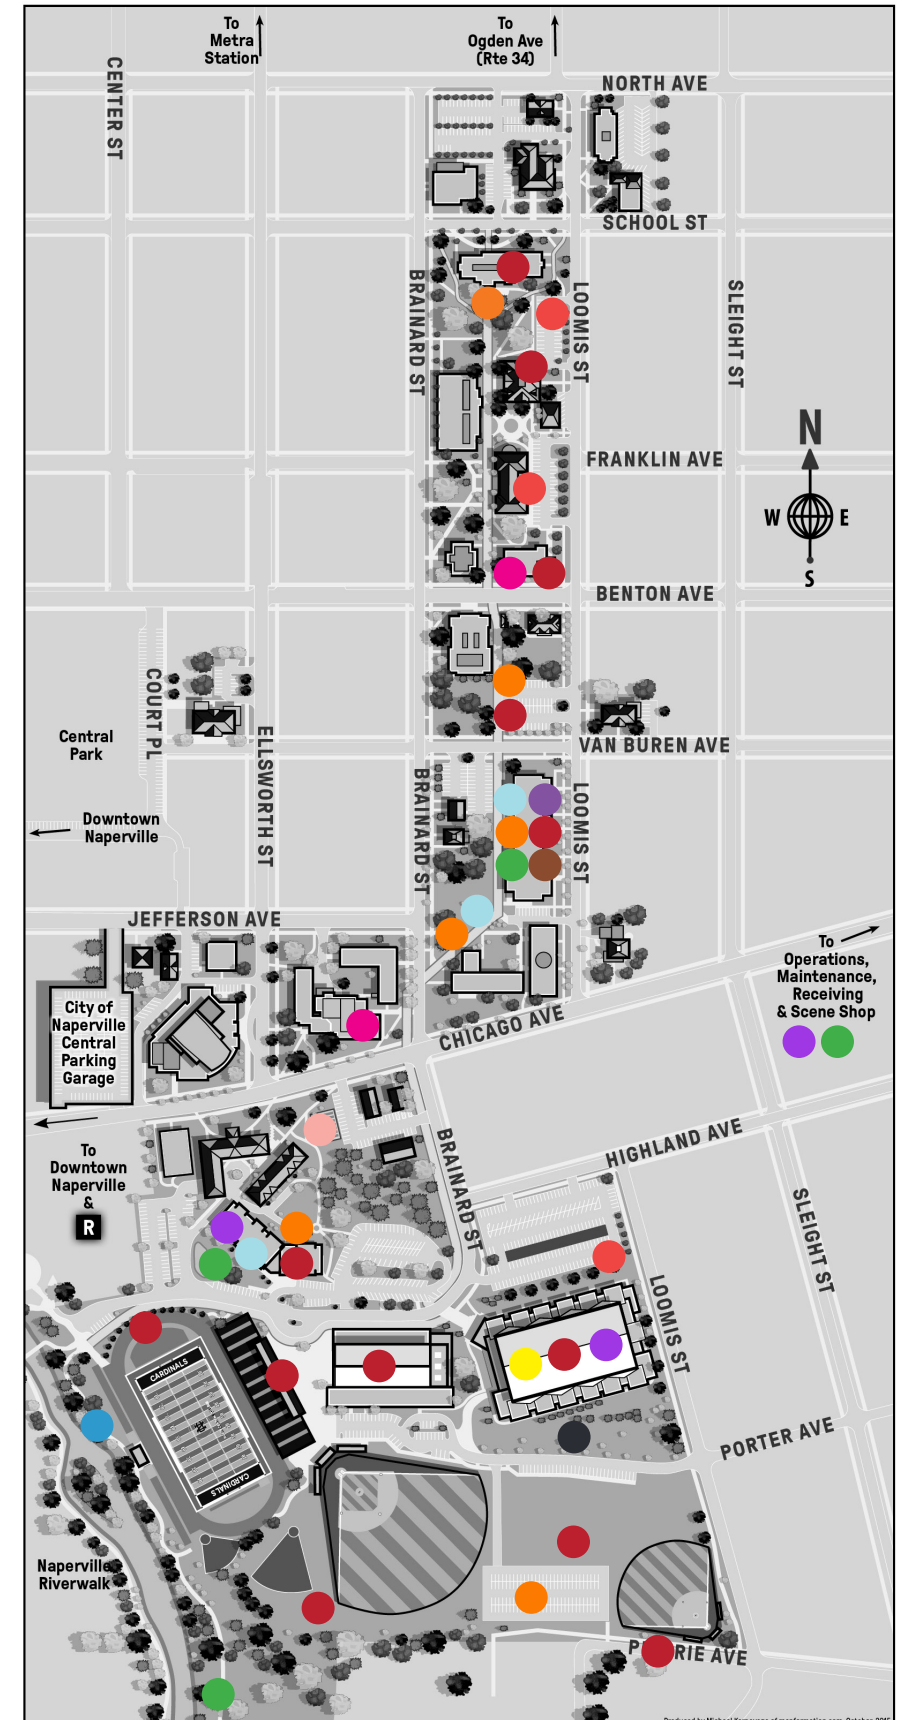 To
Metra
Station
To
Ogden Ave
(Rte 34)
CENTER ST
NORTH AVE
SCHOOL ST
BRAINARD ST
LOOMIS ST
SLEIGHT ST
N
W E
S
FRANKLIN AVE
BENTON AVE
COURT PL
Central
Park
ELLSWORTH ST
VAN BUREN AVE
BRAINARD ST
LOOMIS ST
Downtown
Naperville
JEFFERSON AVE
To
Operations,
Maintenance,
Receiving
& Scene Shop
City of
Naperville
Central
Parking
Garage
CHICAGO AVE
To
Downtown
Naperville
&
R
BRAINARD ST
HIGHLAND AVE
SLEIGHT ST
LOOMIS ST
CARDINALS
CARDINALS
PORTER AVE
Naperville
Riverwalk
P RIE AVE